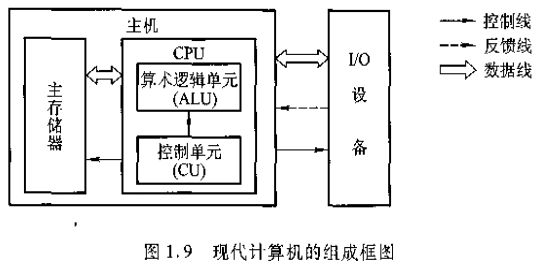 主机
CPU
算术逻辑单元
(ALU)
控制单元
(CU)
主存储器
I/O
设
备
控制线
反馈线
数据线
图1.9 现代计算机的组成框图